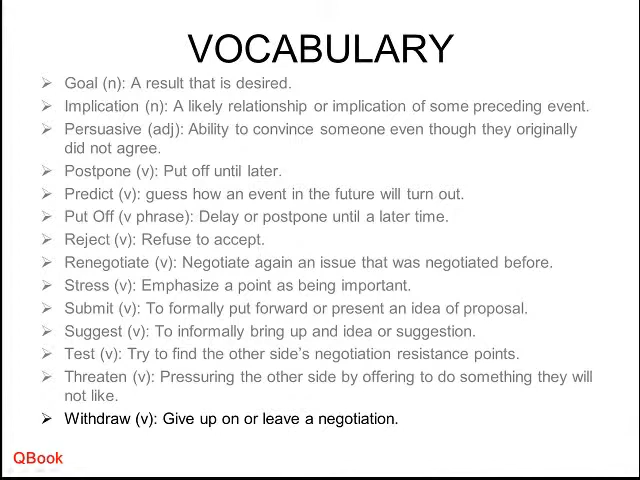 VOCABULARY
➢ Goal (n): A result that is desired.
➢ Implication (n): A likely relationship or implication of some preceding event.
➢ Persuasive (adj): Ability to convince someone even though they originally
did not agree.
➢ Postpone (v): Put off until later.
➢ Predict (v): guess how an event in the future will turn out.
➢ Put Off (v phrase): Delay or postpone until a later time.
➢ Reject (v): Refuse to accept.
➢ Renegotiate (v): Negotiate again an issue that was negotiated before.
➢ Stress (v): Emphasize a point as being important.
➢ Submit (v): To formally put forward or present an idea of proposal.
➢ Suggest (v): To informally bring up and idea or suggestion.
➢ Test (v): Try to find the other side's negotiation resistance points.
➢ Threaten (v): Pressuring the other side by offering to do something they will
not like.
➢ Withdraw (v): Give up on or leave a negotiation.
QBook